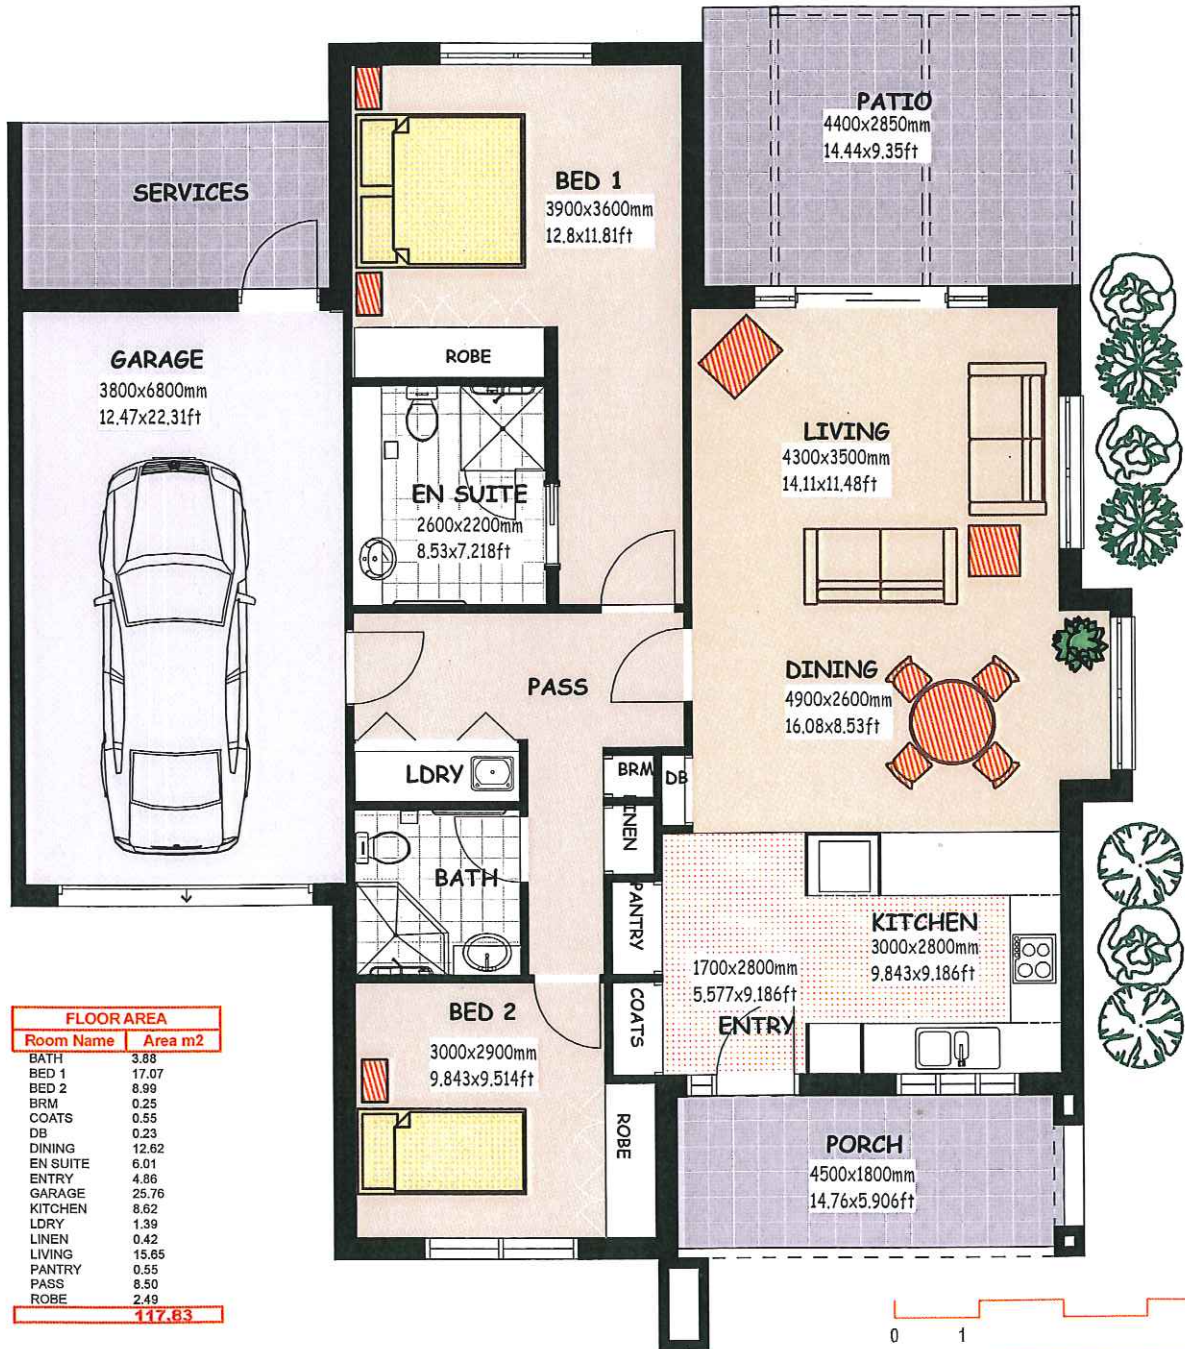 PATIO
4400x2850mm
14.44x9.35ft
SERVICES
BED 1
3900x3600mm
12.8x11.81ft
GARAGE
3800x6800mm
12.47x22.31ft
ROBE
LIVING
4300x3500mm
14.11x11.48ft
EN SUITE
2600x2200mm
8.53x7.218ft
PASS
DINING
4900x2600mm
16.08x8.53ft
LDRY
BRM
DB
INEN
BATH
PANTRY
KITCHEN
3000x2800mm
9.843x9.186ft
1700x2800mm
5.577x9.186ft
ENTRY
COATS
BED 2
3000x2900mm
9.843x9.514ft
ROBE
PORCH
4500x1800mm
14.76x5.906ft
FLOOR AREA
Room Name Area m2
BATH 3.88
BED 1 17.07
BED 2 8.99
BRM 0.25
COATS 0.55
DB 0.23
DINING 12.62
EN SUITE 6.01
ENTRY 4.86
GARAGE 25.76
KITCHEN 8.62
LDRY 1.39
LINEN 0.42
LIVING 15.65
PANTRY 0.55
PASS 8.50
ROBE 2.49
117.83
0 1